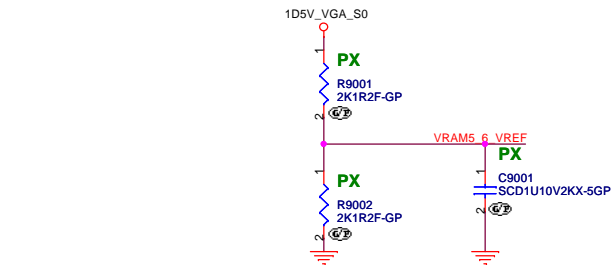 1D5V_VGA_S0
1
PX
R9001
2K1R2F-GP
2
G/P
VRAM5_6_VREF
PX
1
PX
C9001
SCD1U10V2KX-5GP
1
R9002
2K1R2F-GP
2
G/P
2
G/P